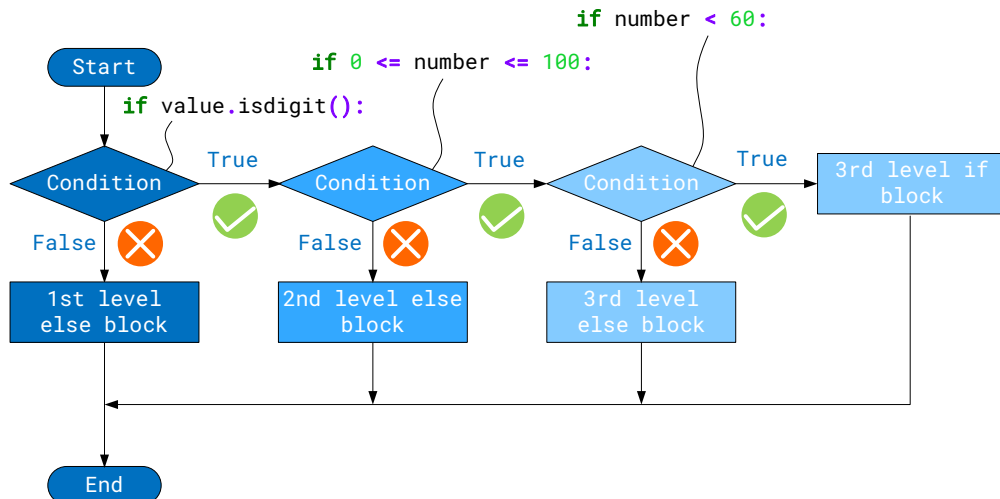 if number < 60:
if 0 <= number <= 100:
Start
if value.isdigit():
Condition
True
Condition
True
Condition
True
3rd level if
block
False
False
False
1st level
else block
2nd level else
block
3rd level
else block
End